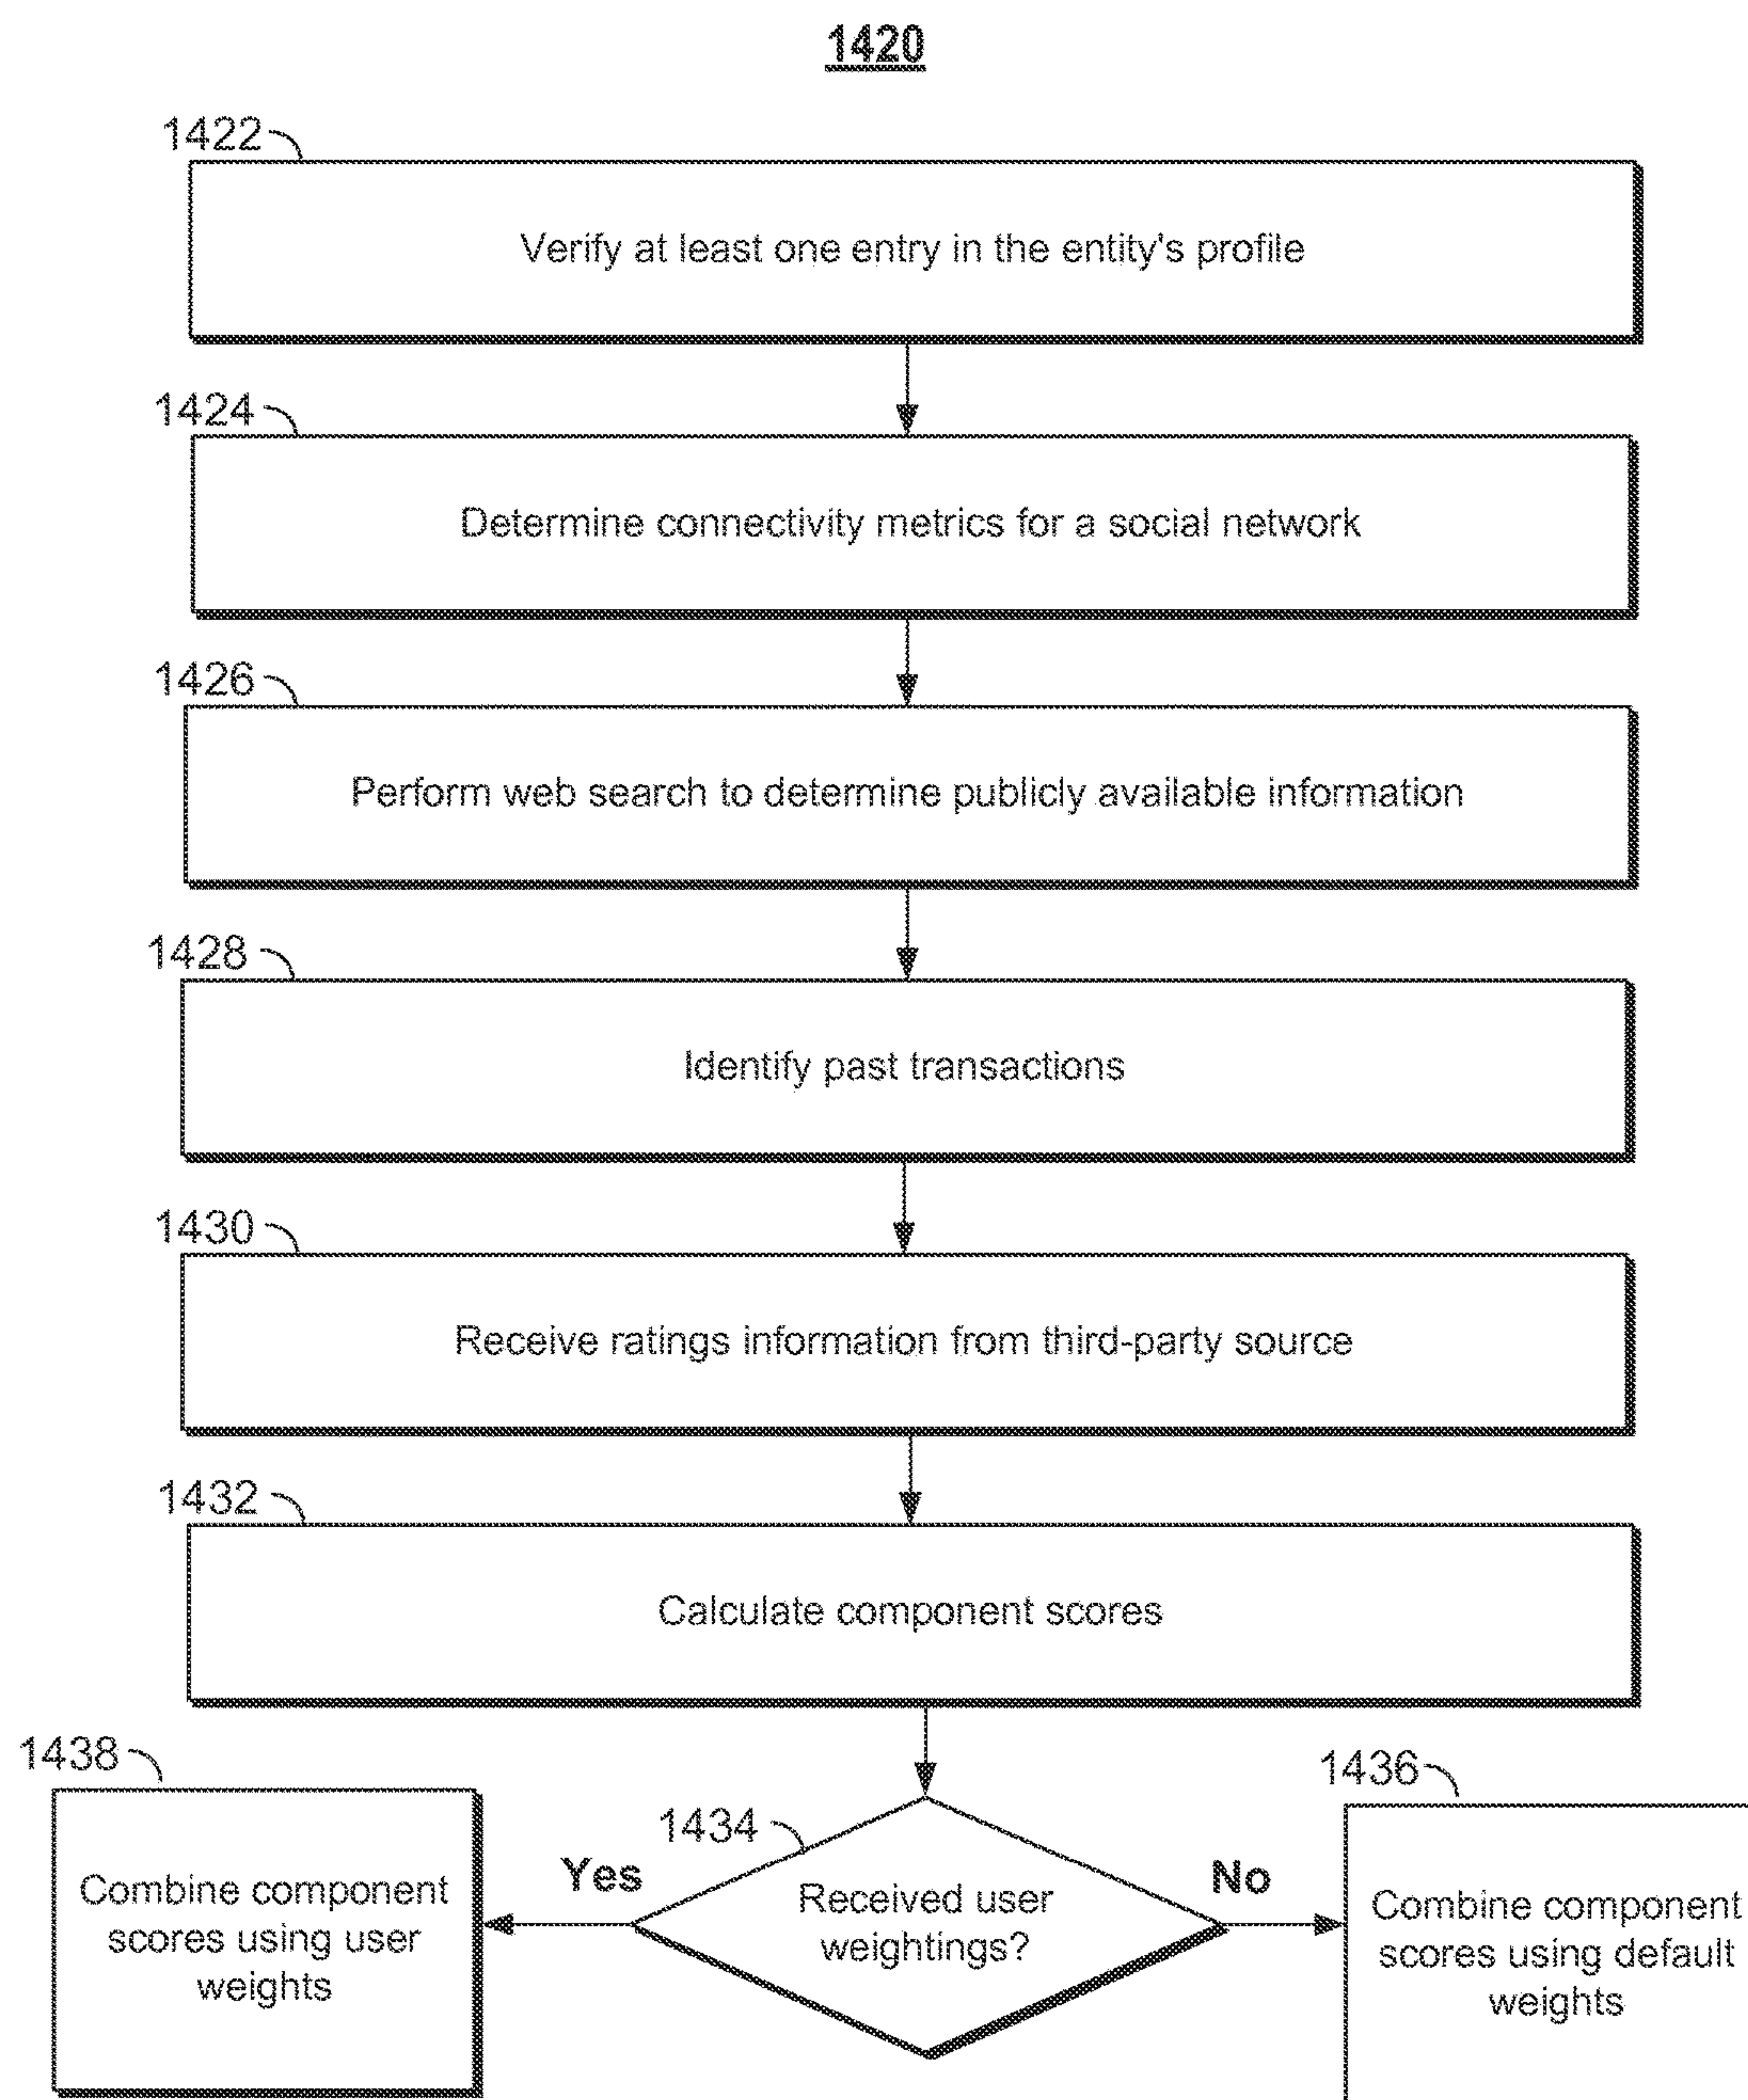 1420
1422
Verify at least one entry in the entity's profile
1424
Determine connectivity metrics for a social network
1426
Perform web search to determine publicly available information
1428
Identify past transactions
1430
Receive ratings information from third-party source
1432
Calculate component scores
1438
Combine component
scores using user
weights
Yes
1434
Received user
weightings?
No
1436
Combine component
scores using default
weights